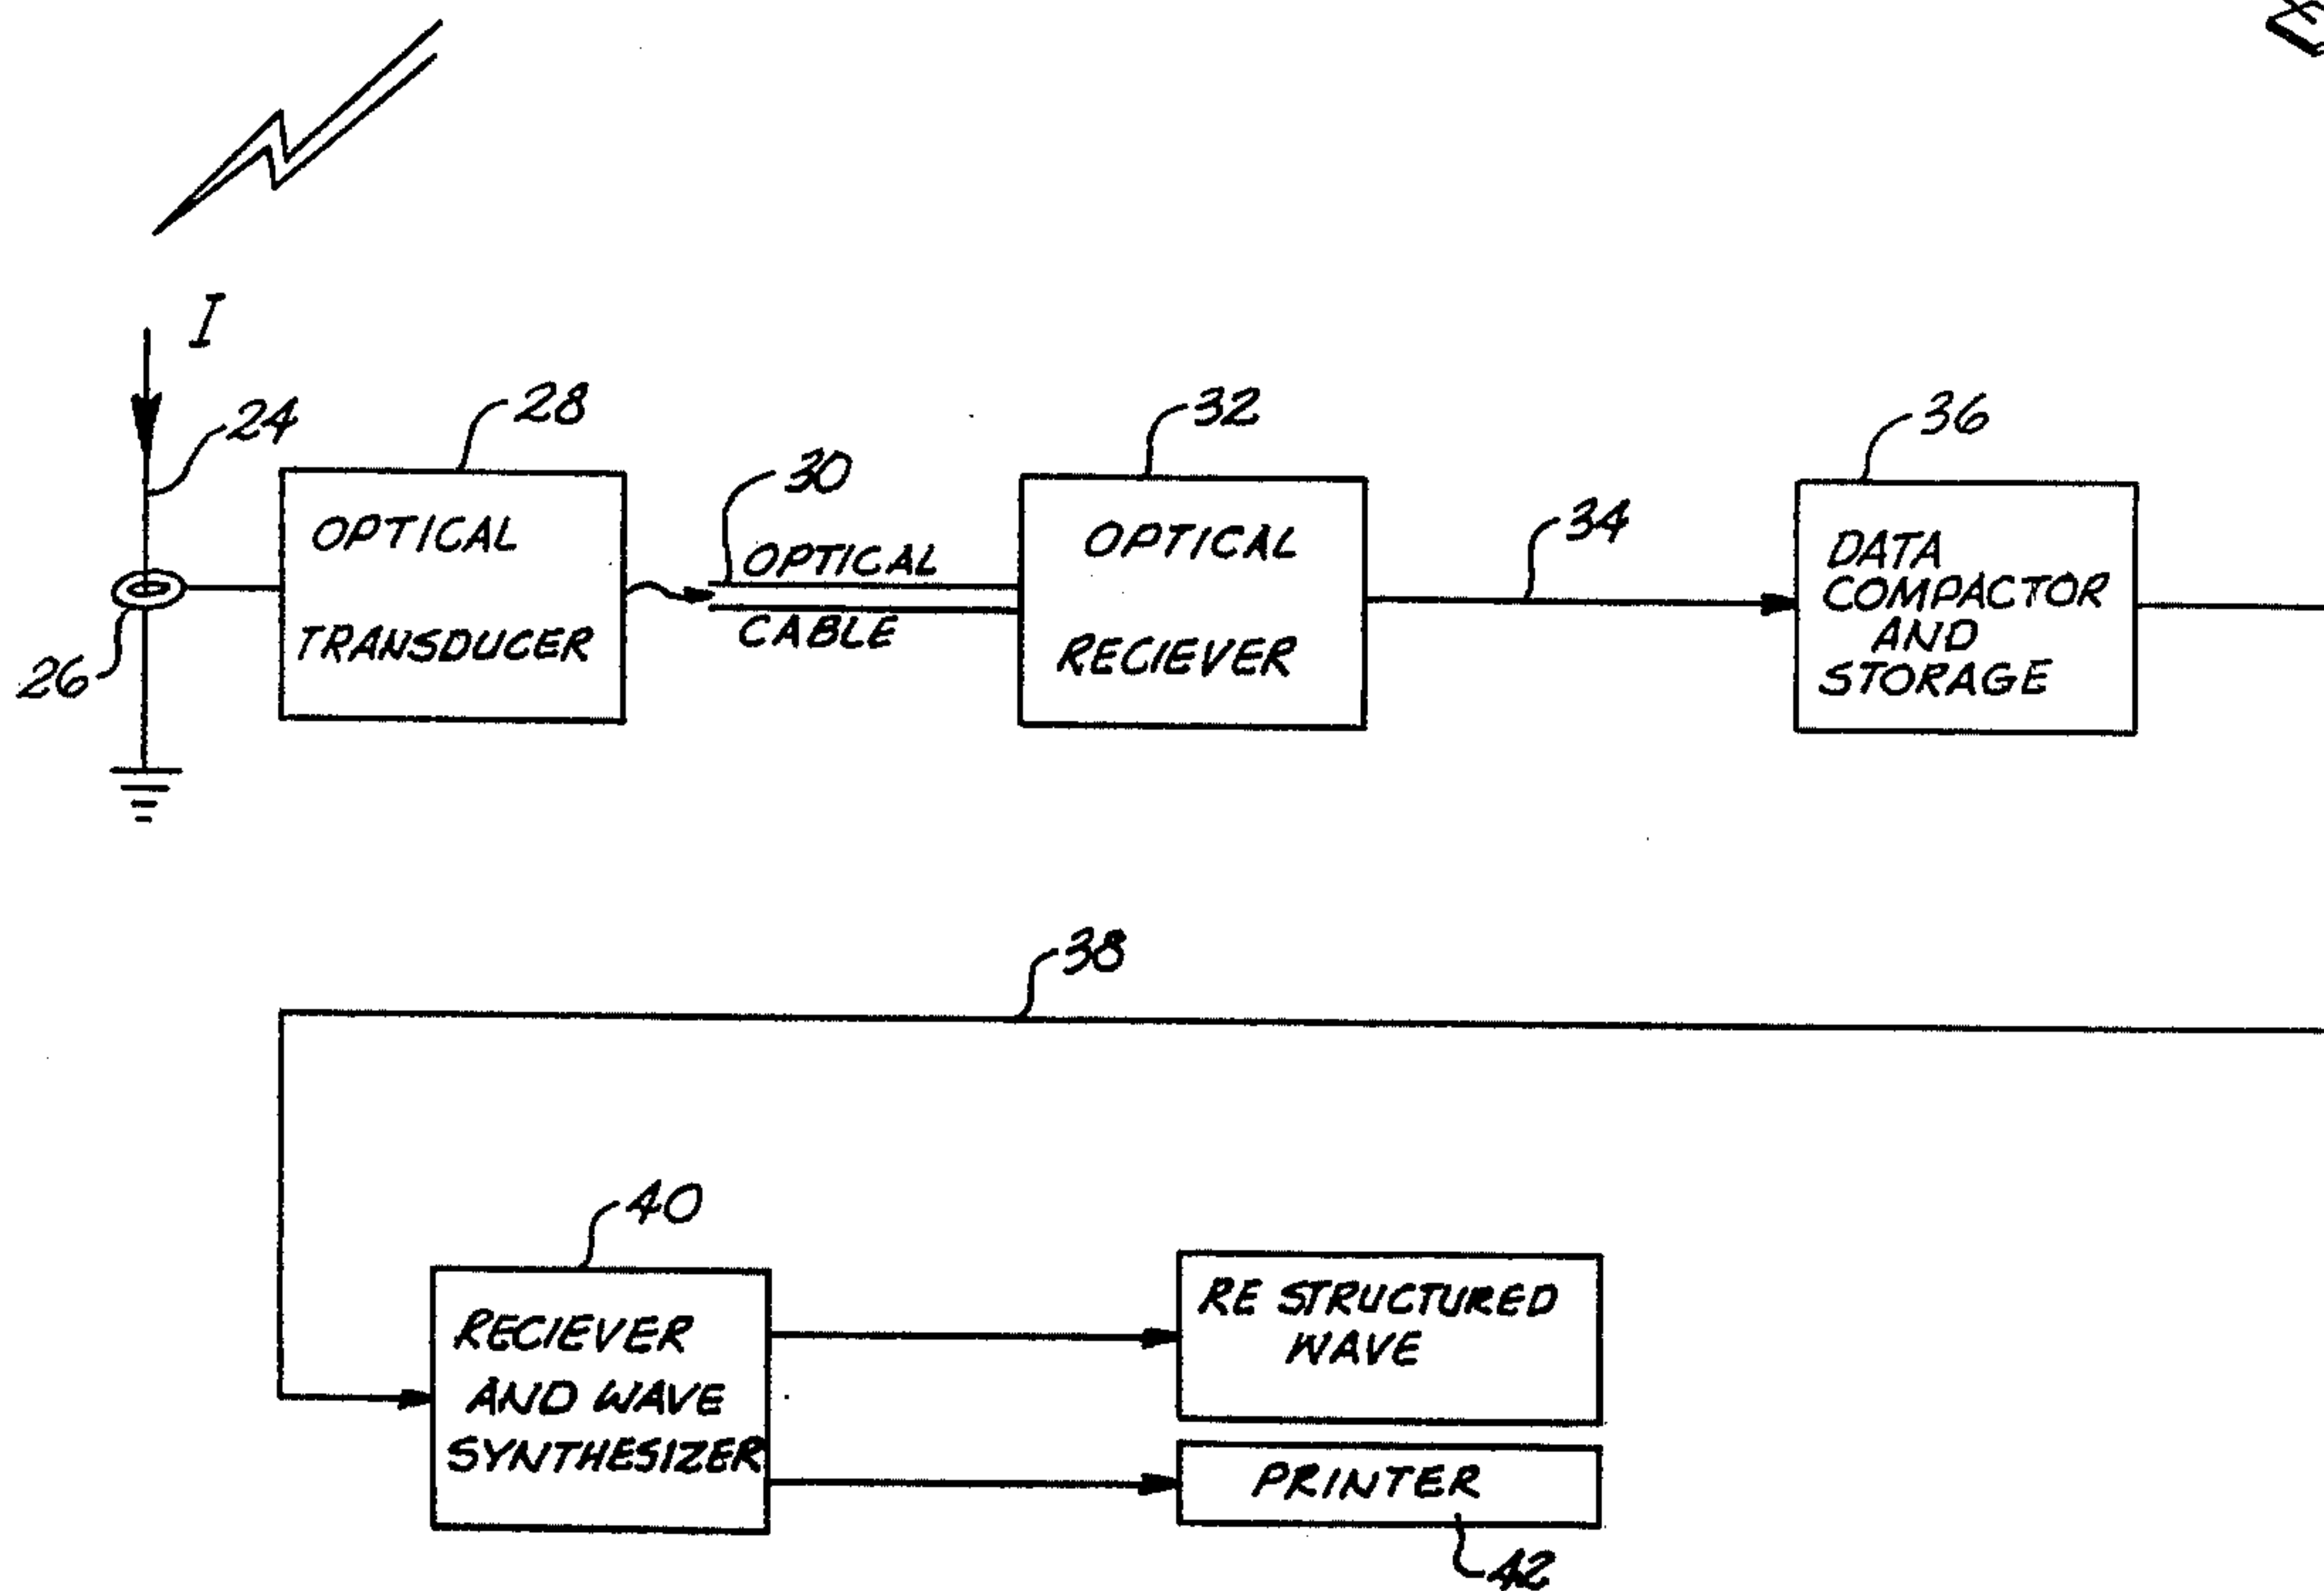 I
24
26
28
OPTICAL
TRANSDUCER
30
OPTICAL
CABLE
32
OPTICAL
RECIEVER
34
36
DATA
COMPACTOR
AND
STORAGE
38
40
RECIEVER
AND WAVE
SYNTHESIZER
RE STRUCTURED
WAVE
PRINTER
42